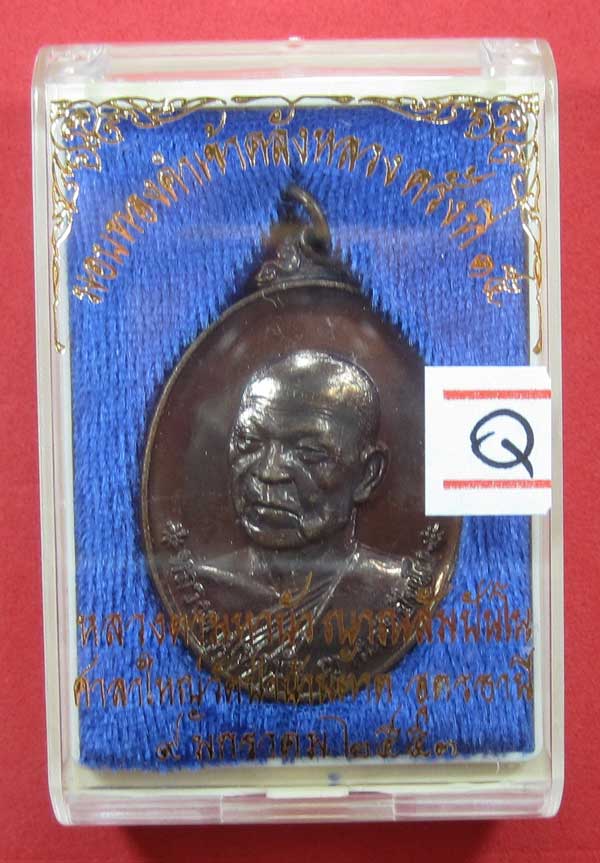 มอบทองคำเข้าคลังหลวง ครั้งที่ ๑๕
Q
หลวงตามหาบัว ญาณสัมปันโน
ศาลาใหญ่ วัดป่าบ้านตาด อุดรธานี
๙ มกราคม ๒๕๕๓